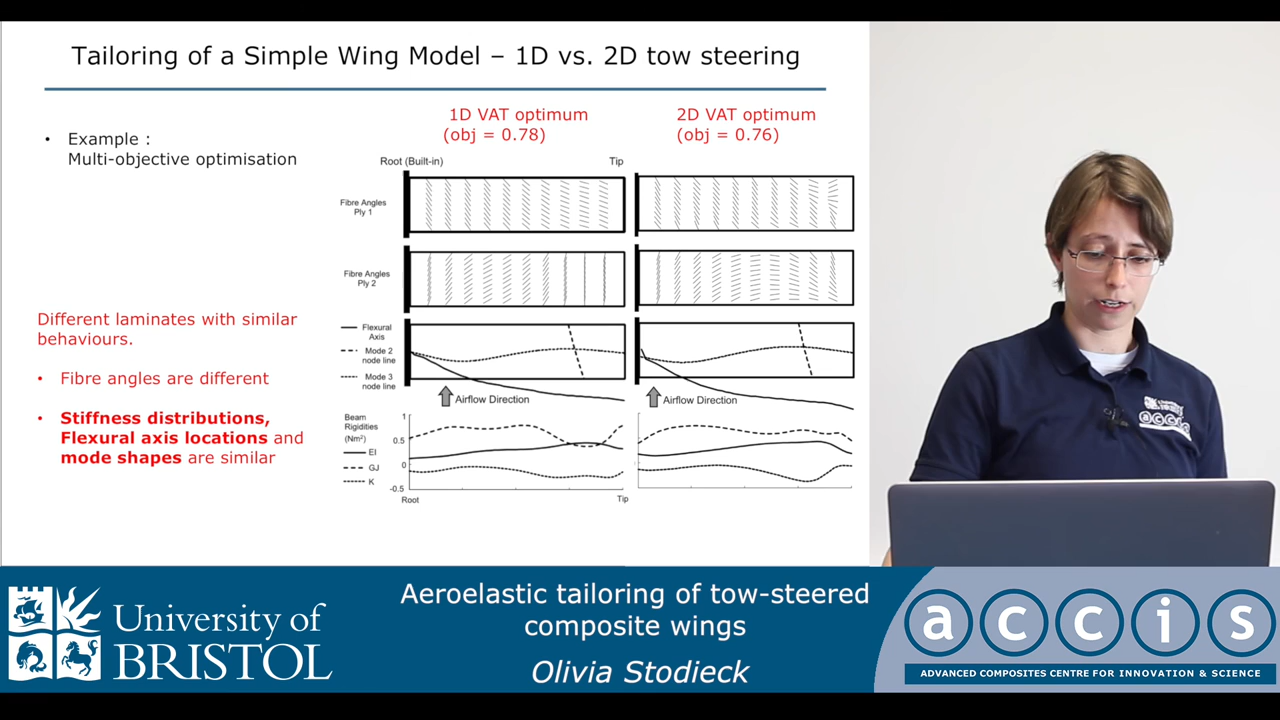 Tailoring of a Simple Wing Model – 1D vs. 2D tow steering
• Example :
Multi-objective optimisation
Different laminates with similar
behaviours.
• Fibre angles are different
• Stiffness distributions,
Flexural axis locations and
mode shapes are similar
1D VAT optimum
(obj = 0.78)
2D VAT optimum
(obj = 0.76)
Root (Built-in)
Tip
Fibre Angles
Ply 1
Fibre Angles
Ply 2
Flexural
Axis
Mode 2
node line
Mode 3
node line
Airflow Direction
Airflow Direction
Beam
Rigidities
(Nm²)
EI
GJ
K
1
0.5
0
-0.5
Root
Tip
University of
BRISTOL
Aeroelastic tailoring of tow-steered
composite wings
Olivia Stodieck
accis
ADVANCED COMPOSITES CENTRE FOR INNOVATION & SCIENCE
accis